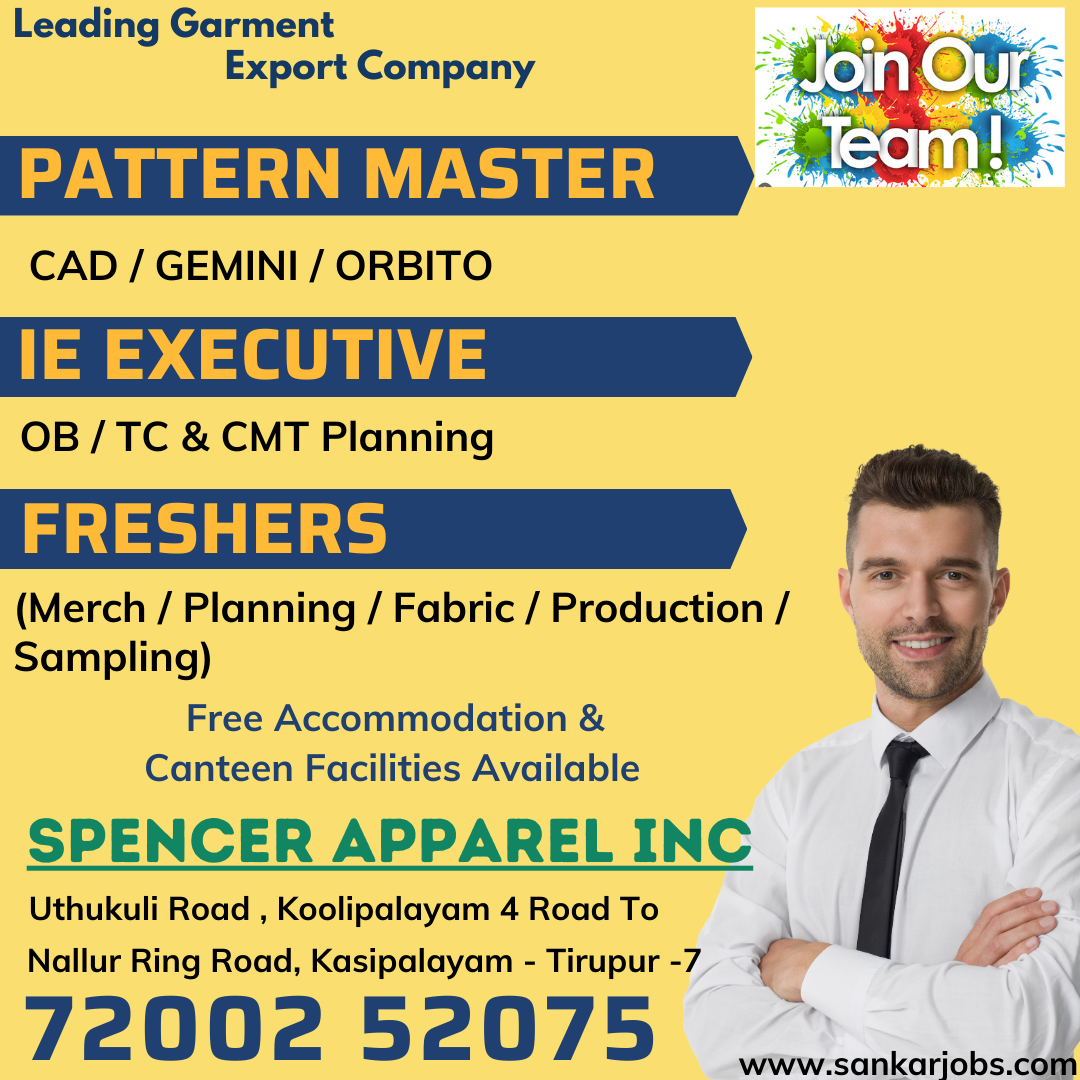 Leading Garment
Export Company
Join Our
Team !
PATTERN MASTER
CAD / GEMINI / ORBITO
IE EXECUTIVE
OB / TC & CMT Planning
FRESHERS
(Merch / Planning / Fabric / Production /
Sampling)
Free Accommodation &
Canteen Facilities Available
SPENCER APPAREL INC
Uthukuli Road , Koolipalayam 4 Road To
Nallur Ring Road, Kasipalayam - Tirupur -7
72002 52075
www.sankarjobs.com